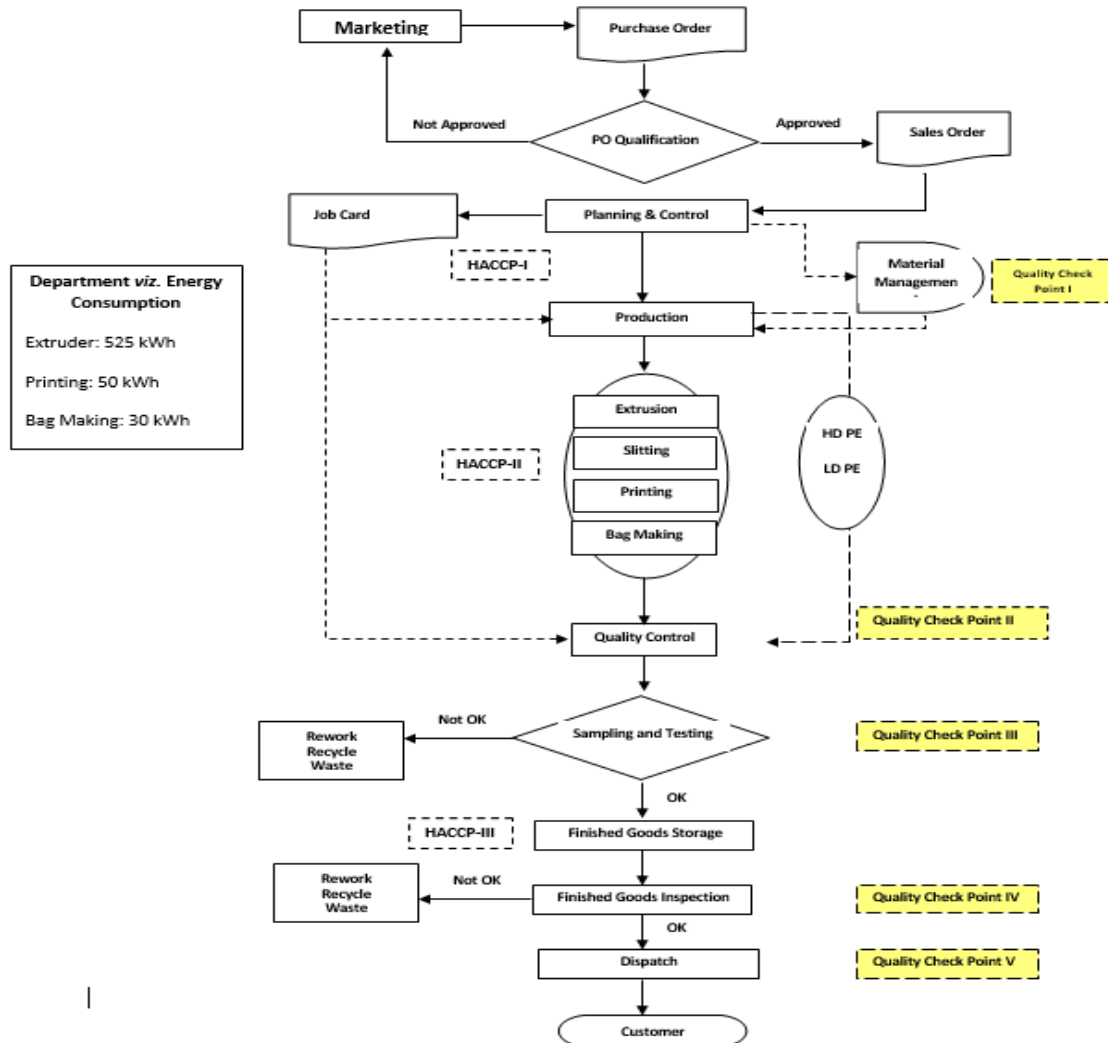 Marketing
Purchase Order
Not Approved
PO Qualification
Approved
Sales Order
Job Card
Planning & Control
HACCP-I
Material
Managemen
Quality Check
Point I
Department viz. Energy
Consumption
Extruder: 525 kWh
Printing: 50 kWh
Bag Making: 30 kWh
Production
Extrusion
Slitting
Printing
Bag Making
HACCP-II
HD PE
LD PE
Quality Check Point II
Quality Control
Not OK
Sampling and Testing
Quality Check Point III
Rework
Recycle
Waste
OK
HACCP-III
Finished Goods Storage
Rework
Recycle
Waste
Not OK
Finished Goods Inspection
Quality Check Point IV
OK
Dispatch
Quality Check Point V
Customer